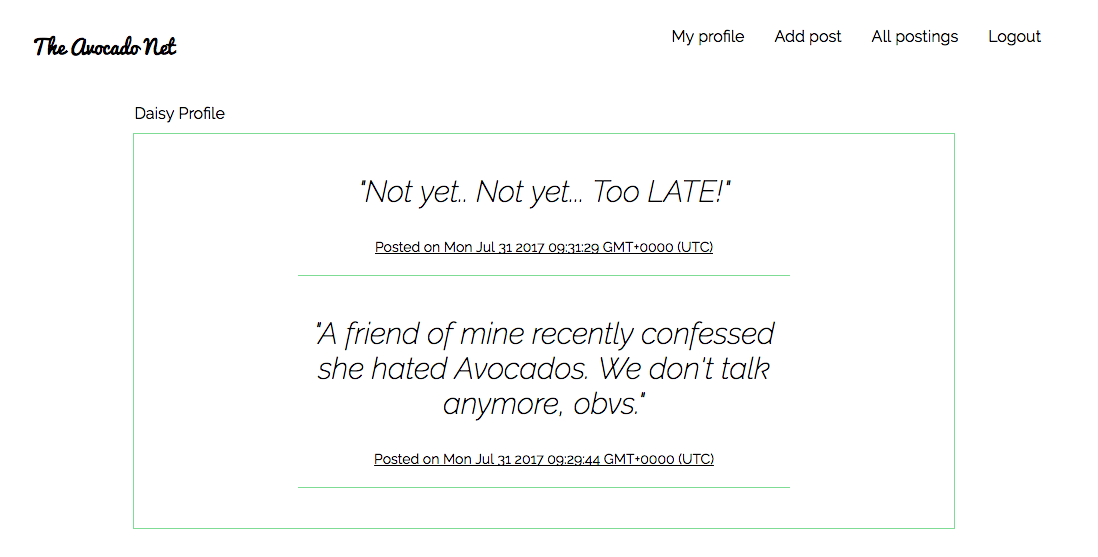 The Avocado Net
My profile Add post All postings Logout
Daisy Profile
"Not yet.. Not yet... Too LATE!"
Posted on Mon Jul 31 2017 09:31:29 GMT+0000 (UTC)
"A friend of mine recently confessed
she hated Avocados. We don't talk
anymore, obvs."
Posted on Mon Jul 31 2017 09:29:44 GMT+0000 (UTC)